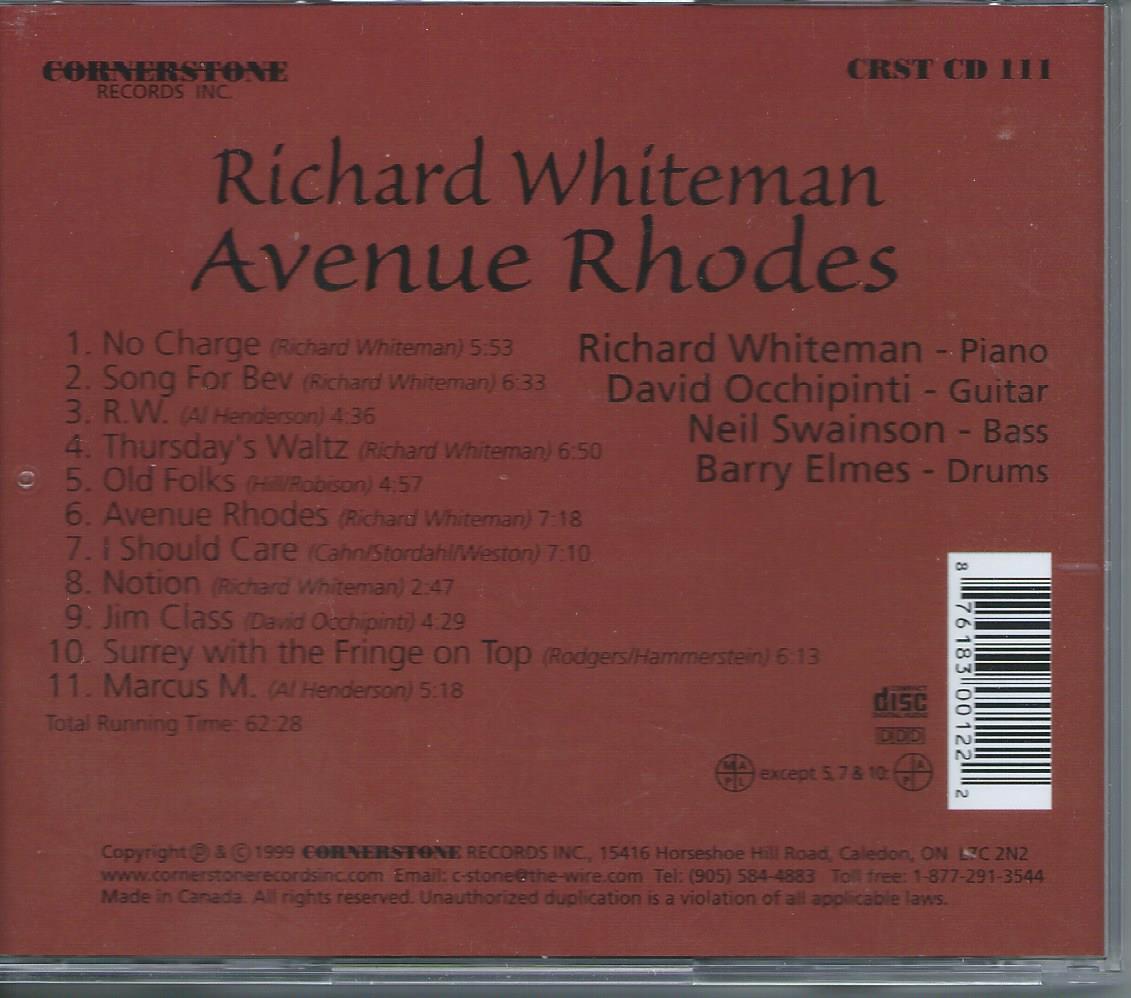 CORNERSTONE
RECORDS INC.
CRST CD 111
Richard Whiteman
Avenue Rhodes
1. No Charge (Richard Whiteman) 5:53
2. Song For Bev (Richard Whiteman) 6:33
3. R.W. (Al Henderson) 4:36
4. Thursday's Waltz (Richard Whiteman) 6:50
5. Old Folks (Hill/Robison) 4:57
6. Avenue Rhodes (Richard Whiteman) 7:18
7. I Should Care (Cahn/Stordahl/Weston) 7:10
8. Notion (Richard Whiteman) 2:47
9. Jim Class (David Occhipinti) 4:29
10. Surrey with the Fringe on Top (Rodgers/Hammerstein) 6:13
11. Marcus M. (Al Henderson) 5:18
Total Running Time: 62:28
Richard Whiteman - Piano
David Occhipinti - Guitar
Neil Swainson - Bass
Barry Elmes - Drums
8 76183 00122 2
COMPACT
disc
DIGITAL AUDIO
DDD
M A P L except 5, 7 & 10: A P
Copyright ℗ & © 1999 CORNERSTONE RECORDS INC., 15416 Horseshoe Hill Road, Caledon, ON L7C 2N2
www.cornerstonerecordsinc.com Email: c-stone@the-wire.com Tel: (905) 584-4883 Toll free: 1-877-291-3544
Made in Canada. All rights reserved. Unauthorized duplication is a violation of all applicable laws.